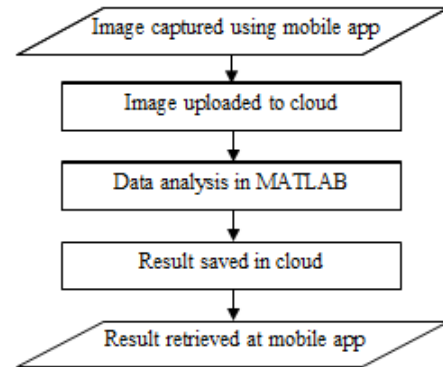 Image captured using mobile app
Image uploaded to cloud
Data analysis in MATLAB
Result saved in cloud
Result retrieved at mobile app